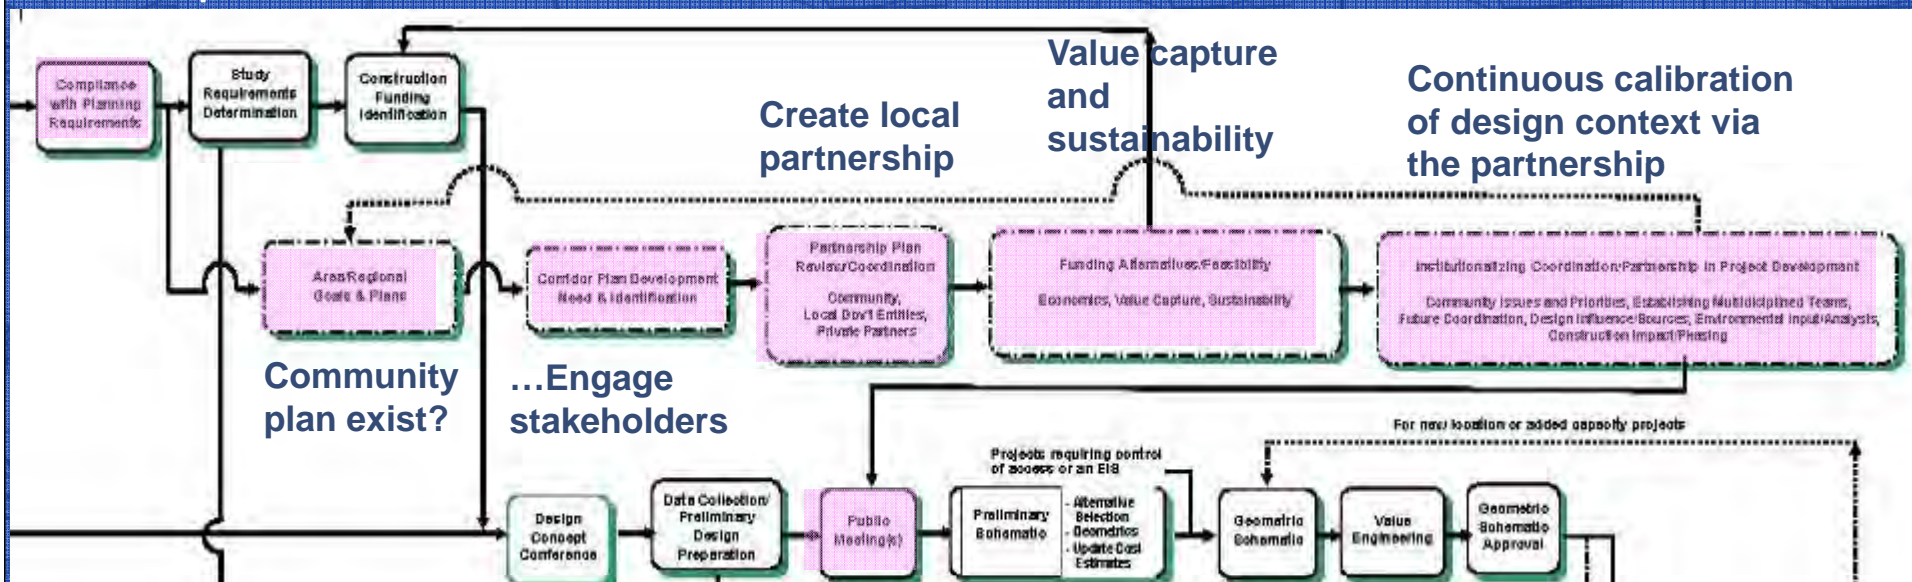 Compliance
with Planning
Requirements
Study
Requirements
Determination
Construction
Funding
Identification
Create local
partnership
Value capture
and
sustainability
Continuous calibration
of design context via
the partnership
Area/Regional
Goals & Plans
Corridor Plan Development
Need & Identification
Partnership Plan
Review/Coordination
Community,
Local Gov't Entities,
Private Partners
Funding Alternatives/Feasibility
Economics, Value Capture, Sustainability
Institutionalizing Coordination/Partnership in Project Development
Community Issues and Priorities, Establishing Multidisciplined Teams,
Future Coordination, Design Influence/Sources, Environmental Input/Analysis,
Construction Impact/Phasing
Community
plan exist?
…Engage
stakeholders
For new location or added capacity projects
Projects requiring control
of access or an EIS
Design
Concept
Conference
Data Collection/
Preliminary
Design
Preparation
Public
Meeting(s)
Preliminary
Schematic
- Alternative
Selection
- Geometrics
- Update Cost
Estimates
Geometric
Schematic
Value
Engineering
Geometric
Schematic
Approval